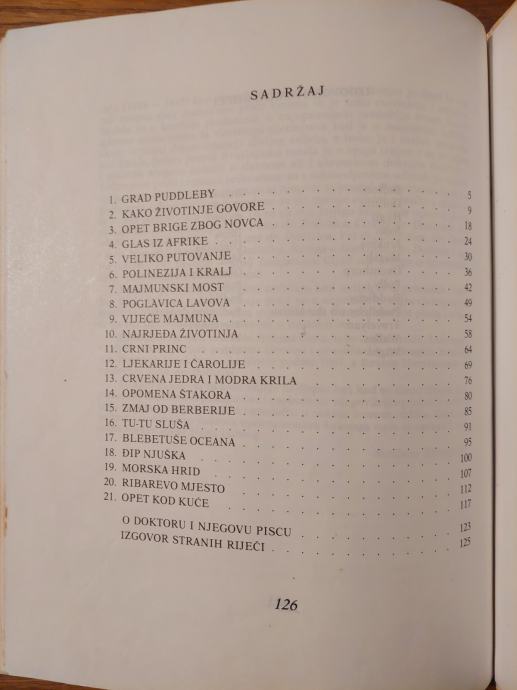 SADRŽAJ
1. GRAD PUDDLEBY . . . . . . . . . . . . . . . 5
2. KAKO ŽIVOTINJE GOVORE . . . . . . . . . . . . . 9
3. OPET BRIGE ZBOG NOVCA . . . . . . . . . . . . . 18
4. GLAS IZ AFRIKE . . . . . . . . . . . . . . . . 24
5. VELIKO PUTOVANJE . . . . . . . . . . . . . . . 30
6. POLINEZIJA I KRALJ . . . . . . . . . . . . . . . 36
7. MAJMUNSKI MOST . . . . . . . . . . . . . . . 42
8. POGLAVICA LAVOVA . . . . . . . . . . . . . . . 49
9. VIJEĆE MAJMUNA . . . . . . . . . . . . . . . 54
10. NAJRJEĐA ŽIVOTINJA . . . . . . . . . . . . . . 58
11. CRNI PRINC . . . . . . . . . . . . . . . . . 64
12. LJEKARIJE I ČAROLIJE . . . . . . . . . . . . . . 69
13. CRVENA JEDRA I MODRA KRILA . . . . . . . . . . . 76
14. OPOMENA ŠTAKORA . . . . . . . . . . . . . . . 80
15. ZMAJ OD BERBERIJE . . . . . . . . . . . . . . . 85
16. TU-TU SLUŠA . . . . . . . . . . . . . . . . . 91
17. BLEBETUŠE OCEANA . . . . . . . . . . . . . . . 95
18. ĐIP NJUŠKA . . . . . . . . . . . . . . . . . 100
19. MORSKA HRID . . . . . . . . . . . . . . . . 107
20. RIBAREVO MJESTO . . . . . . . . . . . . . . . 112
21. OPET KOD KUĆE . . . . . . . . . . . . . . . . 117
O DOKTORU I NJEGOVU PISCU . . . . . . . . . . . 123
IZGOVOR STRANIH RIJEČI . . . . . . . . . . . . . 125
126